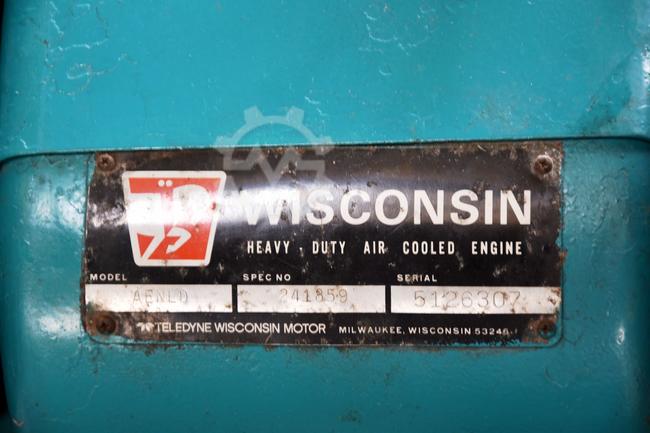 WISCONSIN
HEAVY - DUTY AIR COOLED ENGINE
MODEL SPEC NO SERIAL
AENLD 241859 5126307
TELEDYNE WISCONSIN MOTOR MILWAUKEE, WISCONSIN 53246